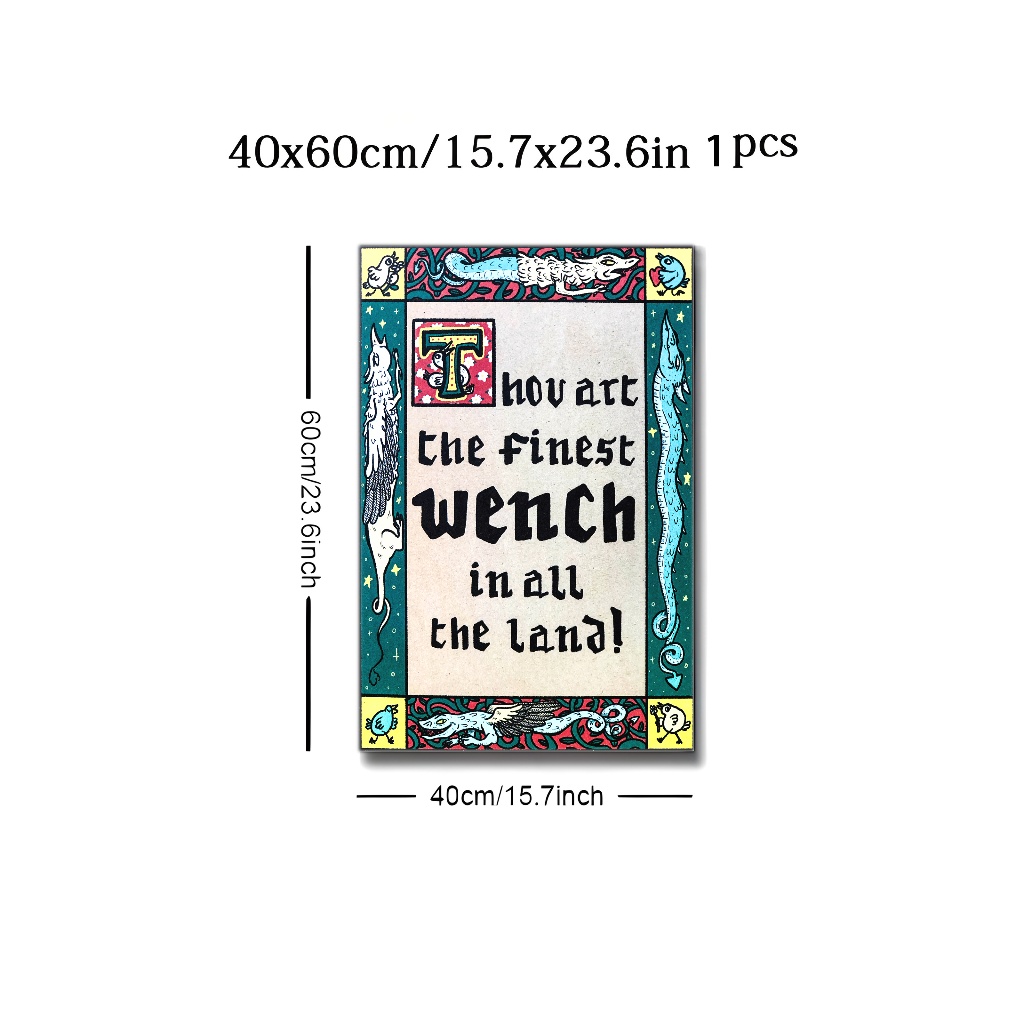 40x60cm/15.7x23.6in 1pcs
60cm/23.6inch
Thou art
the finest
wench
in all
the land!
40cm/15.7inch